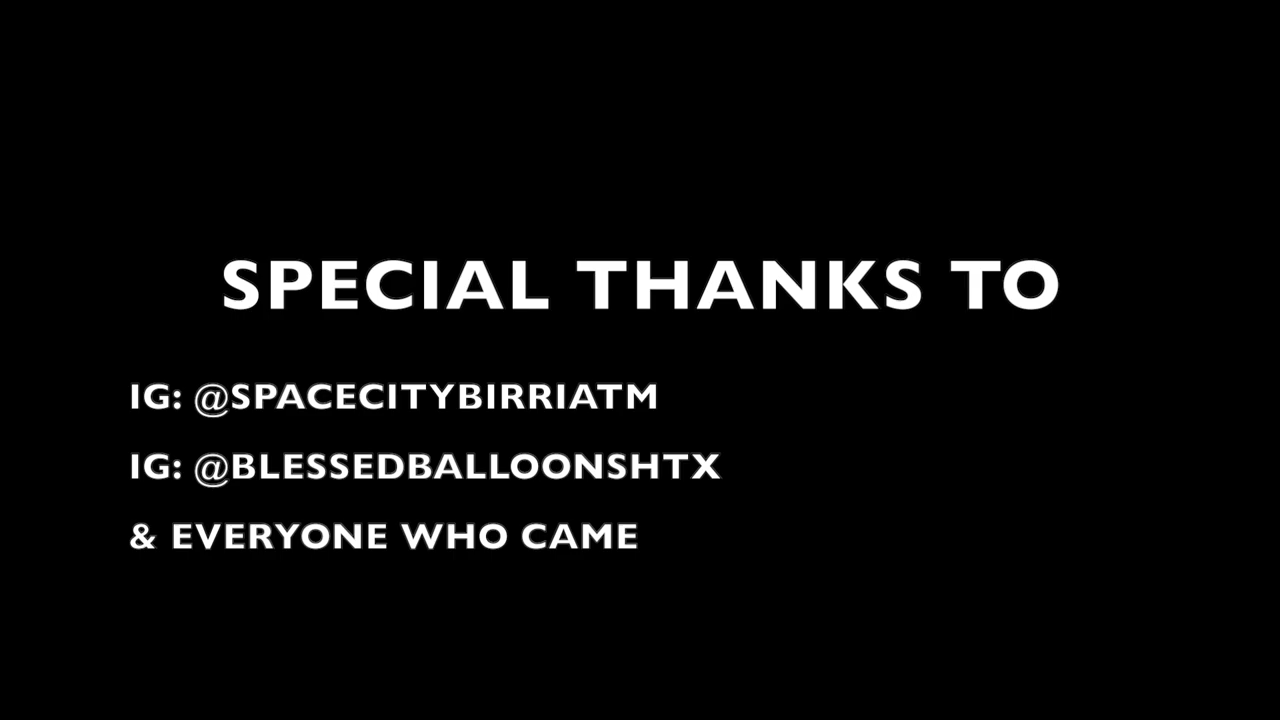 SPECIAL THANKS TO
IG: @SPACECITYBIRRIATM
IG: @BLESSEDBALLOONSHTX
& EVERYONE WHO CAME